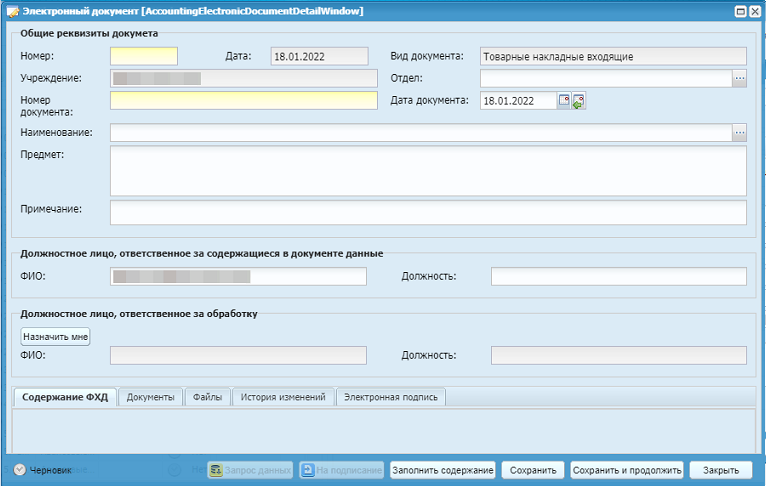 Электронный документ [AccountingElectronicDocumentDetailWindow]
Общие реквизиты докумета
Номер: Дата: 18.01.2022 Вид документа: Товарные накладные входящие
Учреждение: Отдел: ...
Номер документа: Дата документа: 18.01.2022
Наименование: ...
Предмет:
Примечание:
Должностное лицо, ответственное за содержащиеся в документе данные
ФИО: Должность:
Должностное лицо, ответственное за обработку
Назначить мне
ФИО: Должность:
Содержание ФХД Документы Файлы История изменений Электронная подпись
Черновик Запрос данных На подписание Заполнить содержание Сохранить Сохранить и продолжить Закрыть